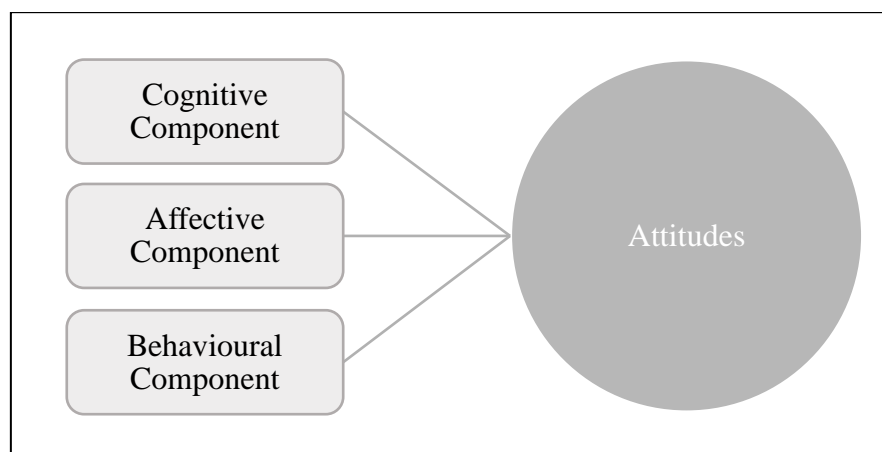 Cognitive
Component
Affective
Component
Attitudes
Behavioural
Component